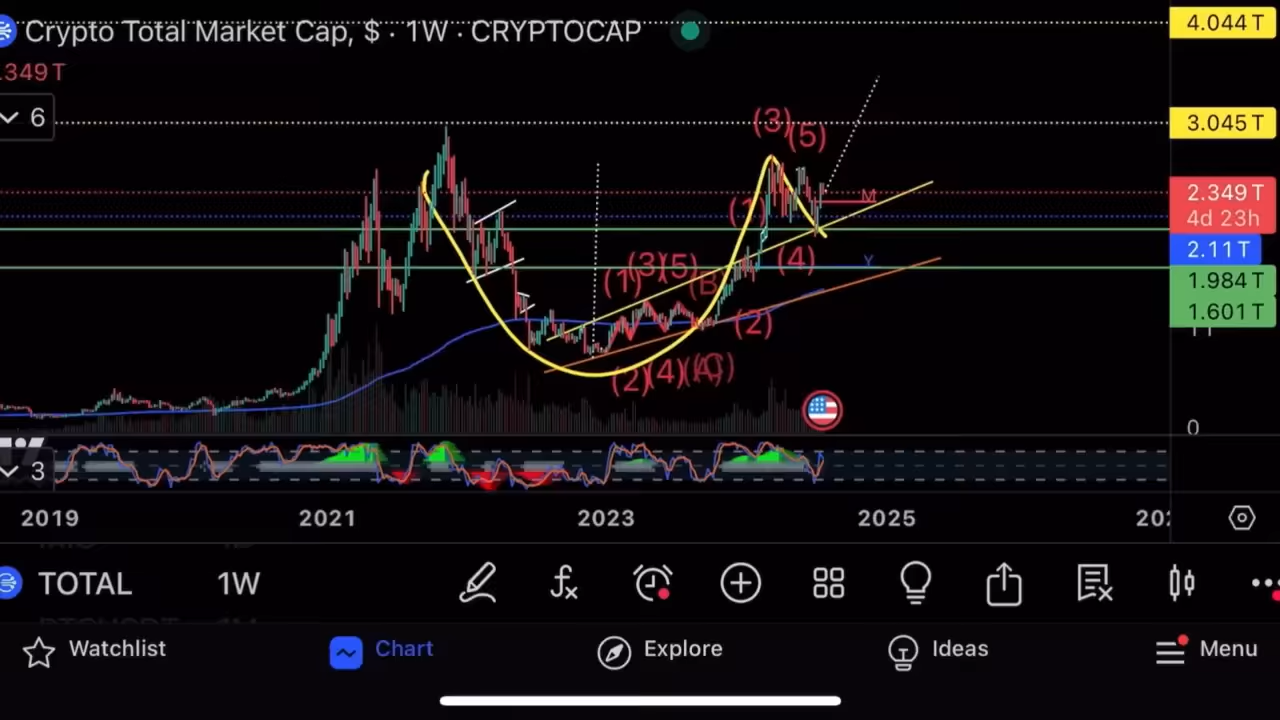 4.044 T
Crypto Total Market Cap, $ · 1W · CRYPTOCAP
.349 T
6
3.045 T
(3)
(5)
2.349 T
4d 23h
M
(1)
2.11 T
(4)
Y
(1)
(3)
(5)
(B
1.984 T
1.601 T
(2)
(2)
(4)
0
3
2019
2021
2023
2025
TOTAL
1W
Watchlist
Chart
Explore
Ideas
Menu